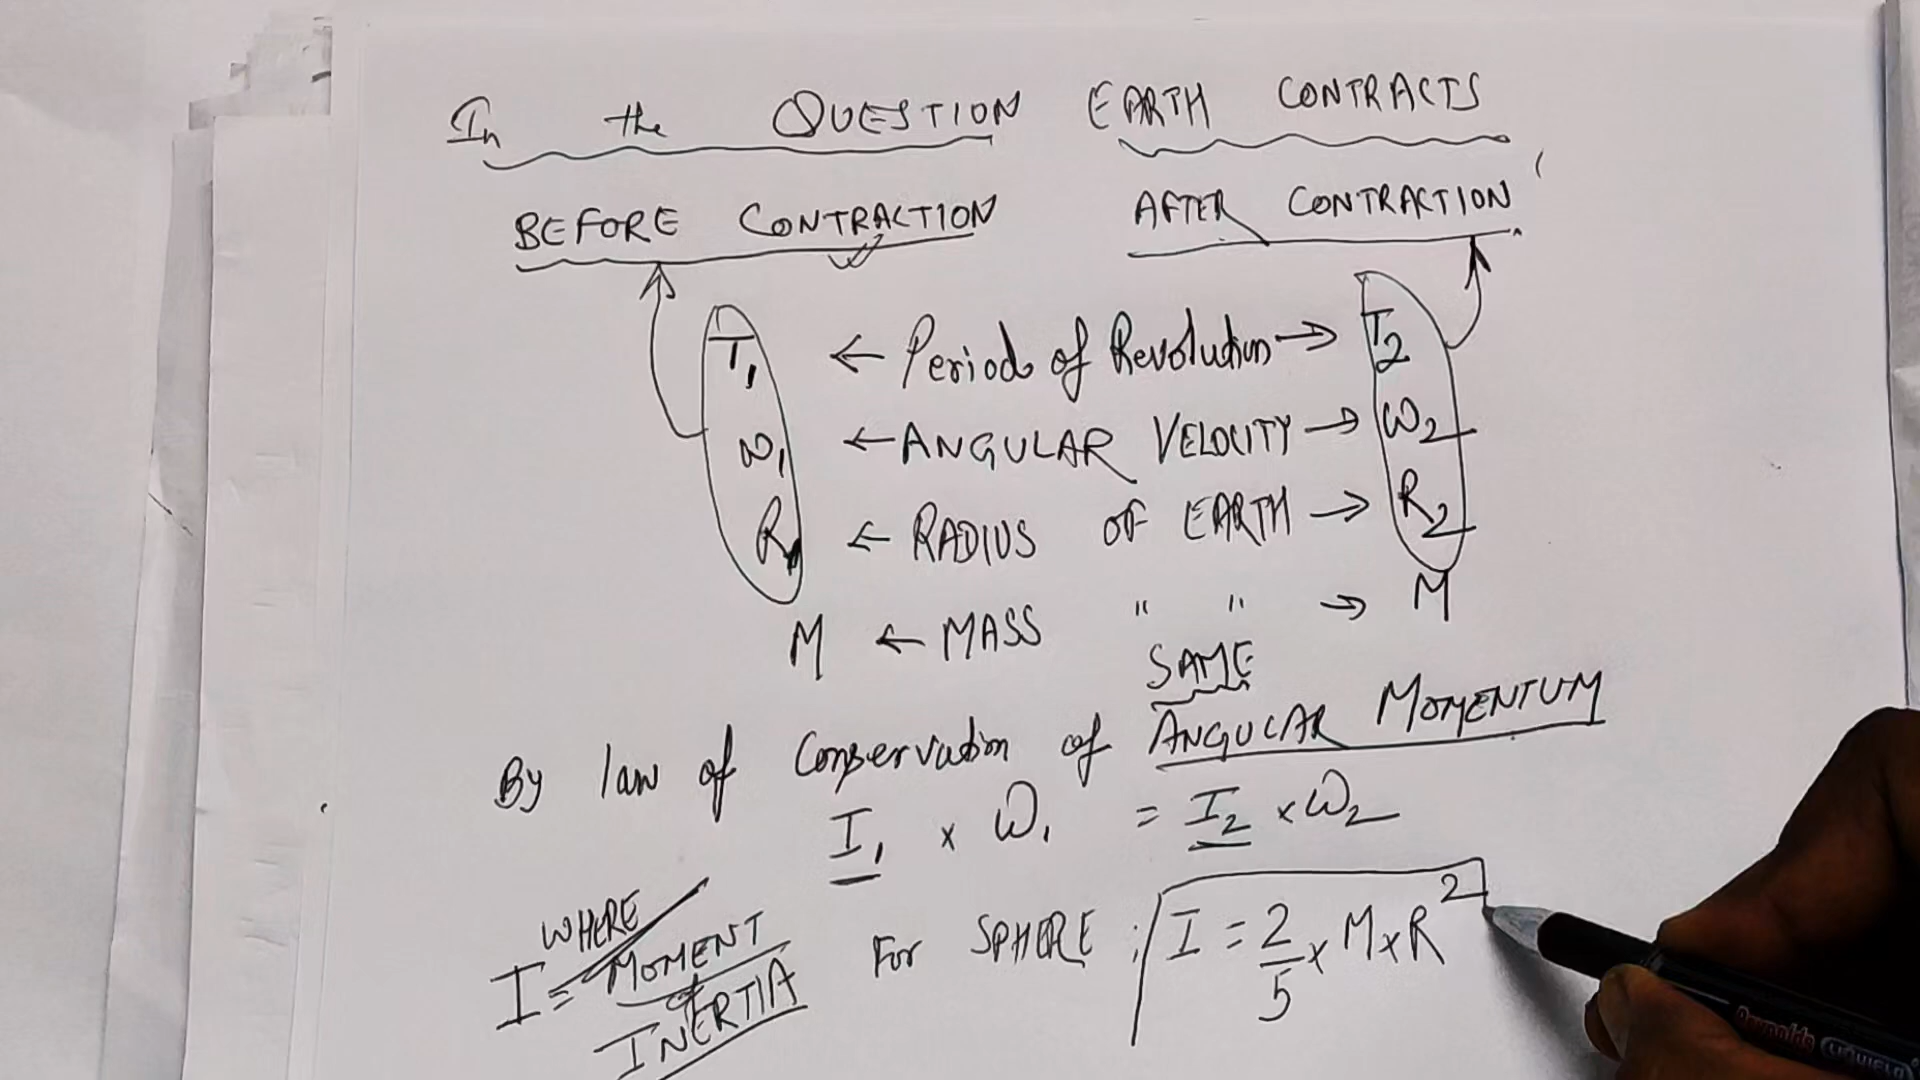 In the QUESTION EARTH CONTRACTS
BEFORE CONTRACTION AFTER CONTRACTION
T1 ← Period of Revolution → T2
ω1 ← ANGULAR VELOCITY → ω2
R1 ← RADIUS OF EARTH → R2
M ← MASS " " → M
SAME
By law of Conservation of ANGULAR MOMENTUM
I1 × ω1 = I2 × ω2
WHERE
I = MOMENT of INERTIA
For SPHERE : I = 2/5 × M × R²
Reynolds